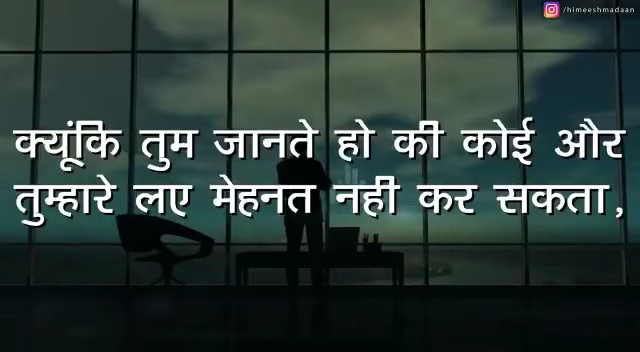 /himeeshmadaan
क्यूंकि तुम जानते हो की कोई और
तुम्हारे लए मेहनत नही कर सकता,